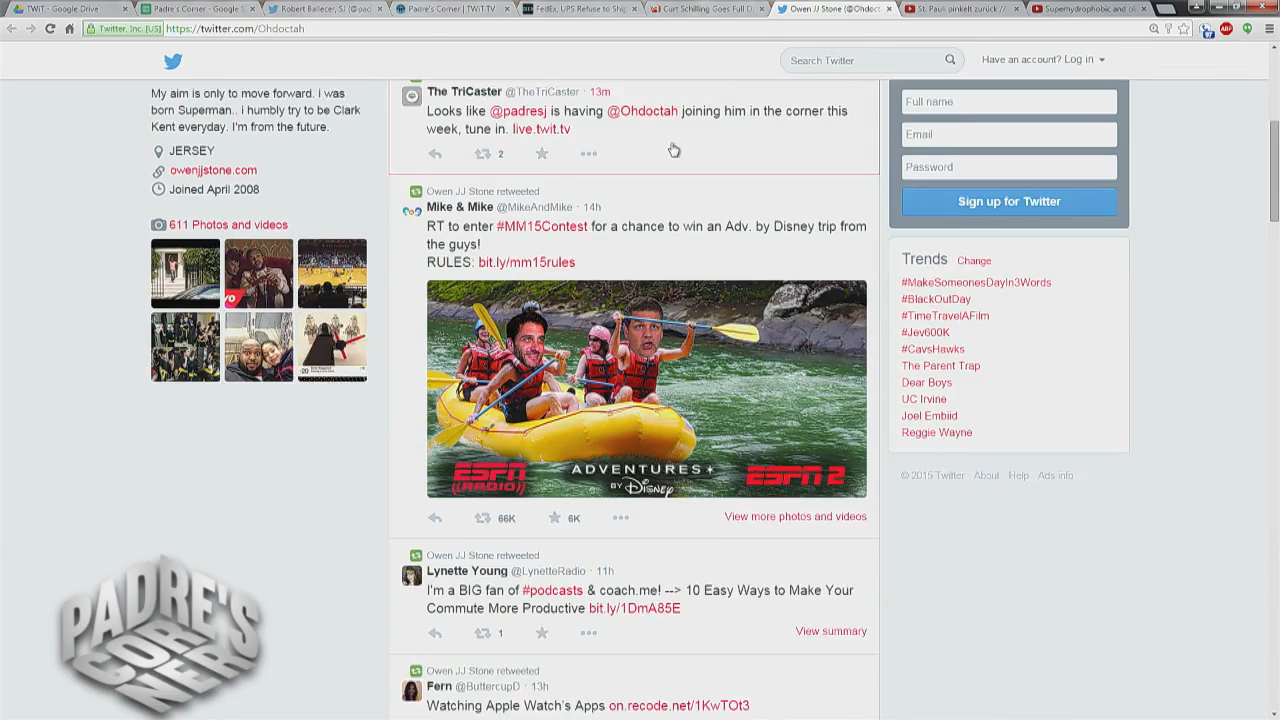 TWiT - Google Drive
Padre's Corner - Google S
Robert Ballecer, SJ (@pad
Padre's Corner | TWiT.TV
FedEx, UPS Refuse to Ship
Curt Schilling Goes Full D
Owen JJ Stone (@Ohdoct
St. Pauli pinkelt zurück //
Superhydrophobic and ol
Twitter, Inc. [US]
https://twitter.com/Ohdoctah
Search Twitter
Have an account? Log in
My aim is only to move forward. i was
born Superman.. i humbly try to be Clark
Kent everyday. I'm from the future.
JERSEY
owenjjstone.com
Joined April 2008
611 Photos and videos
The TriCaster @TheTriCaster · 13m
Looks like @padresj is having @Ohdoctah joining him in the corner this
week, tune in. live.twit.tv
2
Owen JJ Stone retweeted
Mike & Mike @MikeAndMike · 14h
RT to enter #MM15Contest for a chance to win an Adv. by Disney trip from
the guys!
RULES: bit.ly/mm15rules
ESPN
RADIO
ADVENTURES
BY Disney
ESPN 2
66K 6K
View more photos and videos
Owen JJ Stone retweeted
Lynette Young @LynetteRadio · 11h
I'm a BIG fan of #podcasts & coach.me! --> 10 Easy Ways to Make Your
Commute More Productive bit.ly/1DmA85E
1
View summary
Owen JJ Stone retweeted
Fern @ButtercupD · 13h
Watching Apple Watch's Apps on.recode.net/1KwTOt3
Full name
Email
Password
Sign up for Twitter
Trends Change
#MakeSomeonesDayIn3Words
#BlackOutDay
#TimeTravelAFilm
#Jev600K
#CavsHawks
The Parent Trap
Dear Boys
UC Irvine
Joel Embiid
Reggie Wayne
© 2015 Twitter About Help Ads info
PADRE'S
CORNER